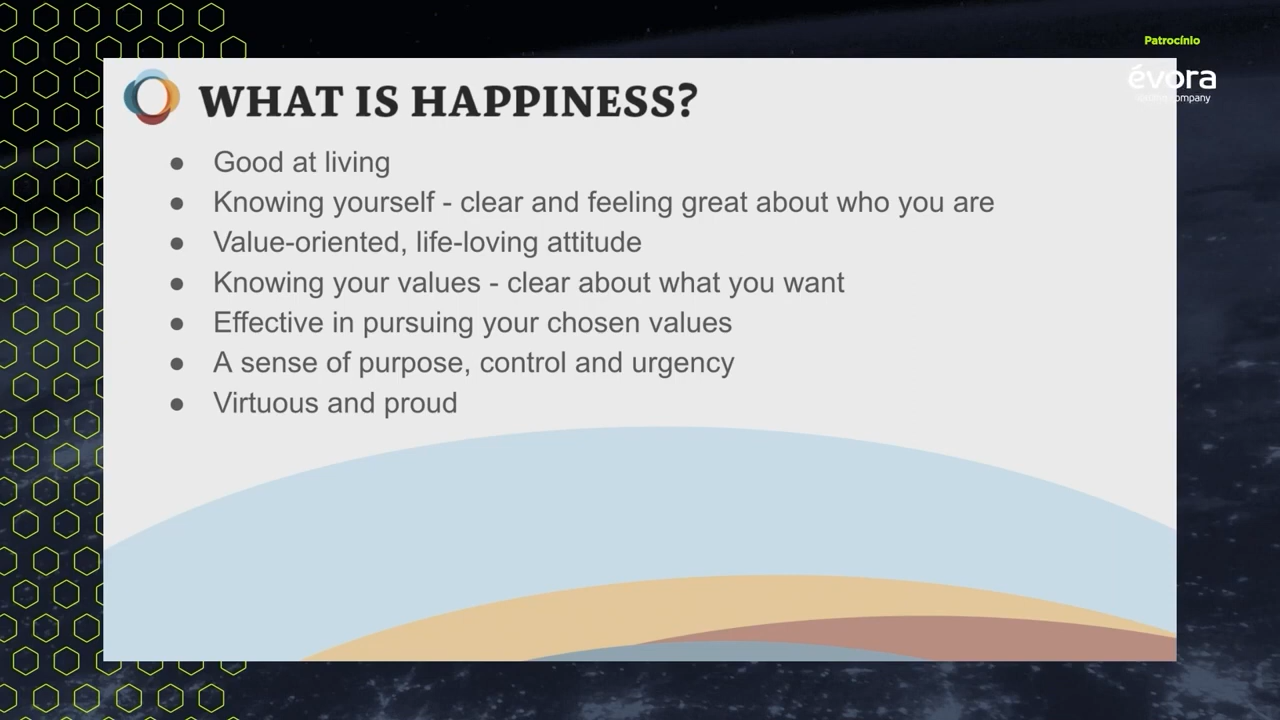 Patrocínio
évora
WHAT IS HAPPINESS?
● Good at living
● Knowing yourself - clear and feeling great about who you are
● Value-oriented, life-loving attitude
● Knowing your values - clear about what you want
● Effective in pursuing your chosen values
● A sense of purpose, control and urgency
● Virtuous and proud